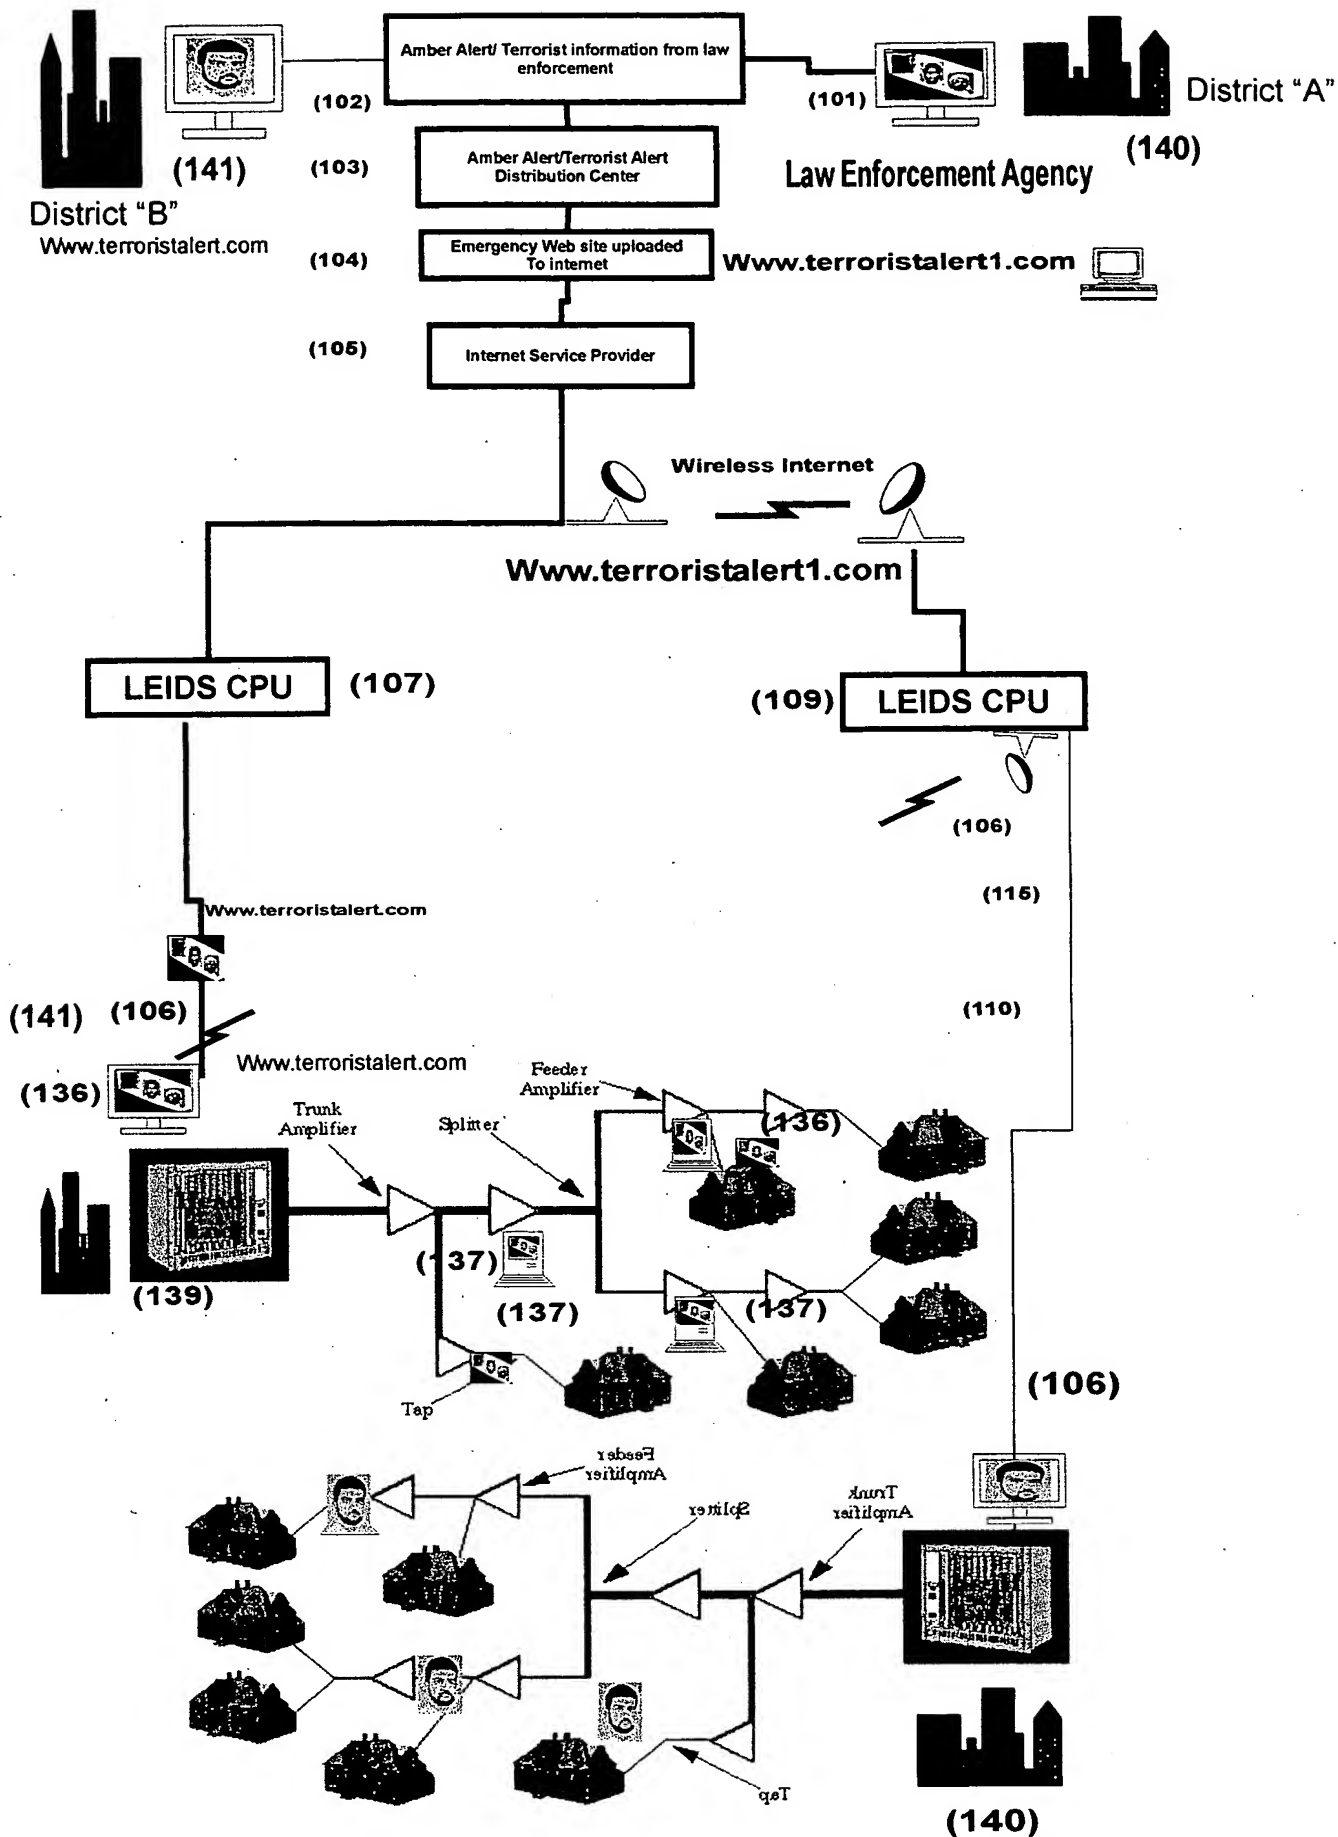 Amber Alert/ Terrorist information from law
enforcement
(102)
(101)
District "A"
(140)
(141)
(103)
Amber Alert/Terrorist Alert
Distribution Center
Law Enforcement Agency
District "B"
Www.terroristalert.com
(104)
Emergency Web site uploaded
To internet
Www.terroristalert1.com
(105)
Internet Service Provider
Wireless Internet
Www.terroristalert1.com
LEIDS CPU
(107)
(109)
LEIDS CPU
(106)
(115)
Www.terroristalert.com
(141)
(106)
(110)
Www.terroristalert.com
(136)
Feeder
Amplifier
Trunk
Amplifier
Splitter
(136)
(137)
(139)
(137)
(137)
Tap
(106)
Feeder
Amplifier
Splitter
Trunk
Amplifier
Tap
(140)